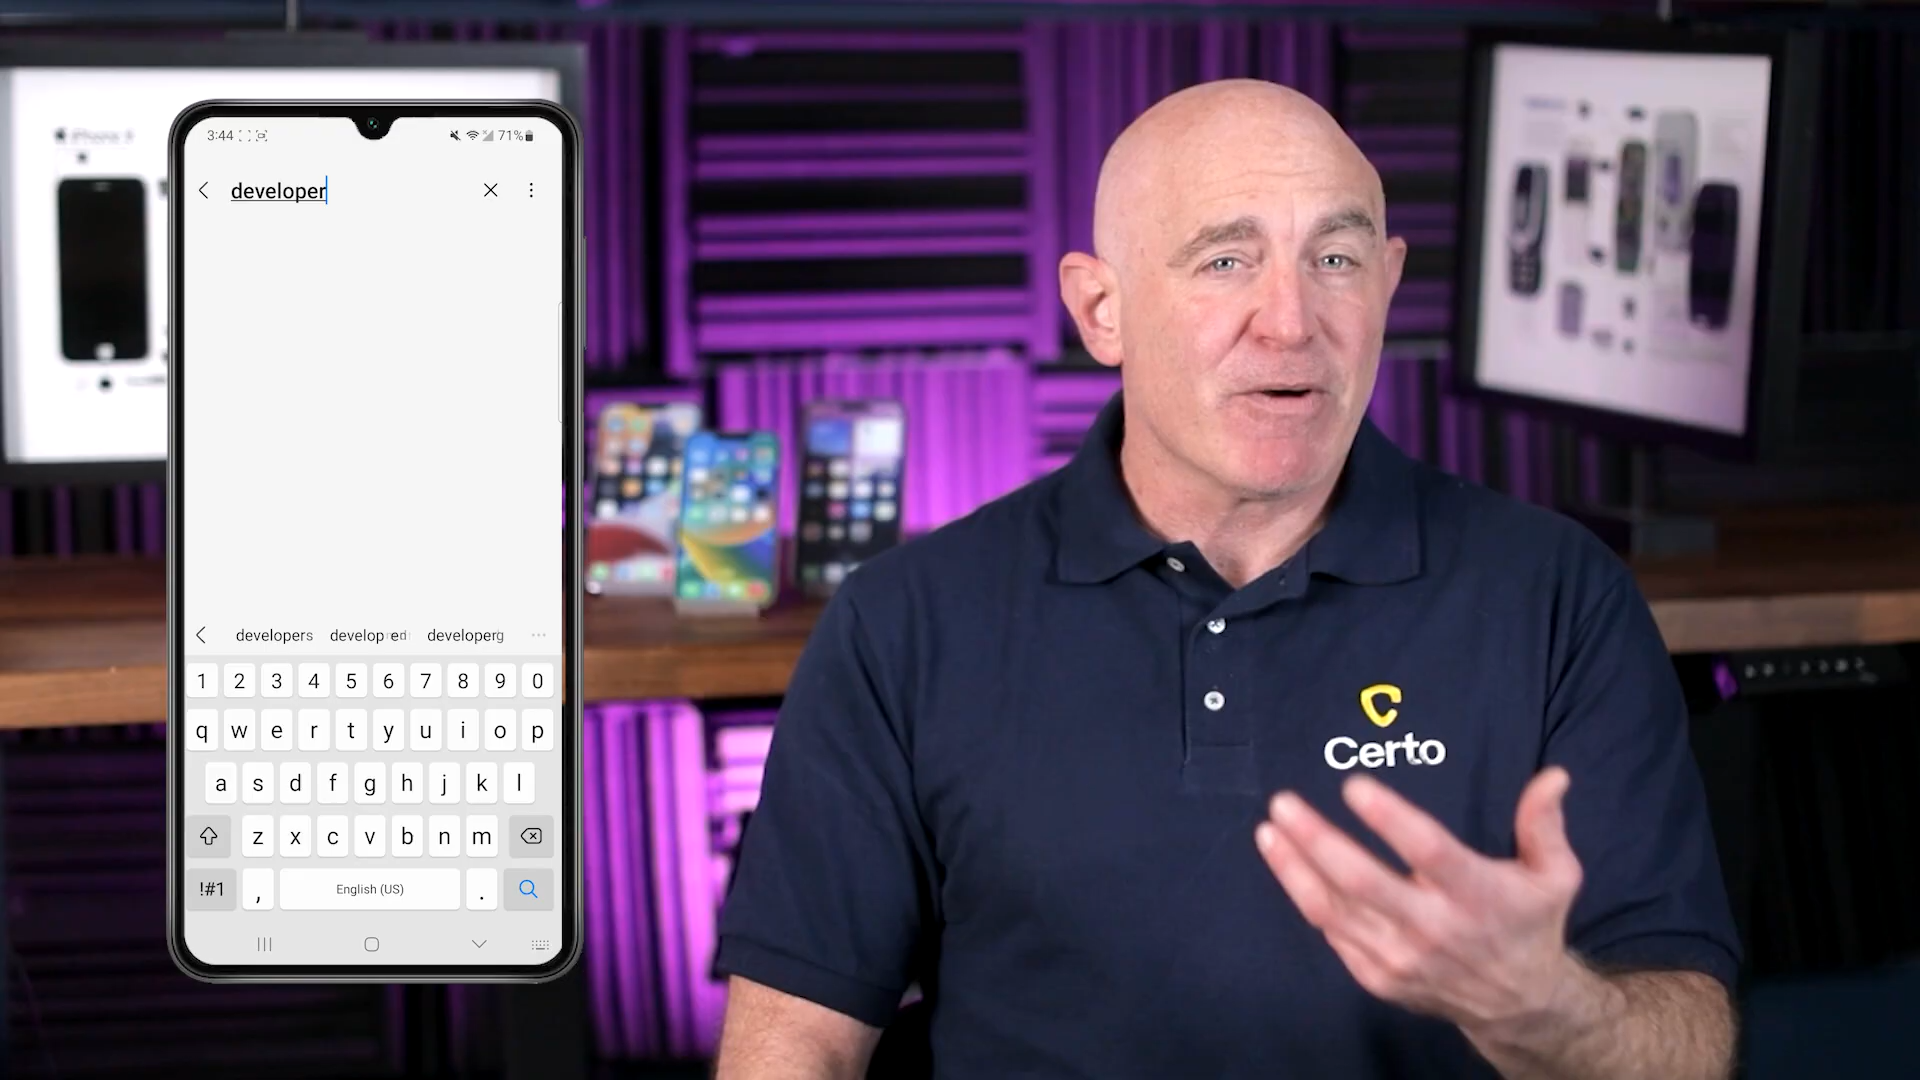 3:44 71%
developer
developers developed developerg
1 2 3 4 5 6 7 8 9 0
q w e r t y u i o p
a s d f g h j k l
z x c v b n m
!#1 , English (US) .
Certo